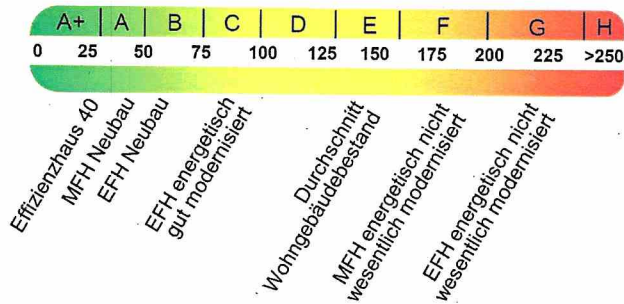 A+ A B C D E F G H
0 25 50 75 100 125 150 175 200 225 >250
Effizienzhaus 40
MFH Neubau
EFH Neubau
EFH energetisch
gut modernisiert
Durchschnitt
Wohngebäudebestand
MFH energetisch nicht
wesentlich modernisiert
EFH energetisch nicht
wesentlich modernisiert